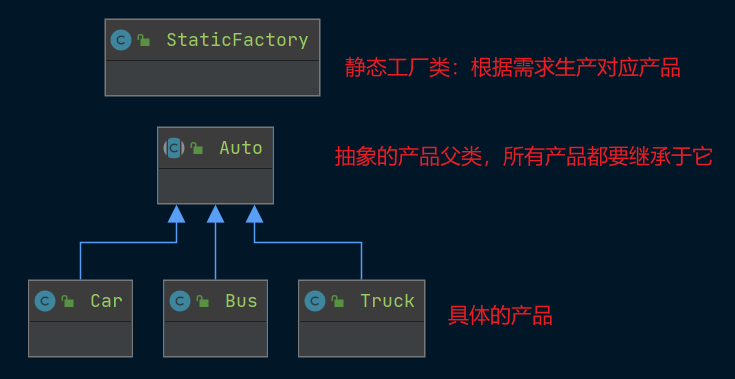 StaticFactory
静态工厂类：根据需求生产对应产品
Auto
抽象的产品父类，所有产品都要继承于它
Car
Bus
Truck
具体的产品